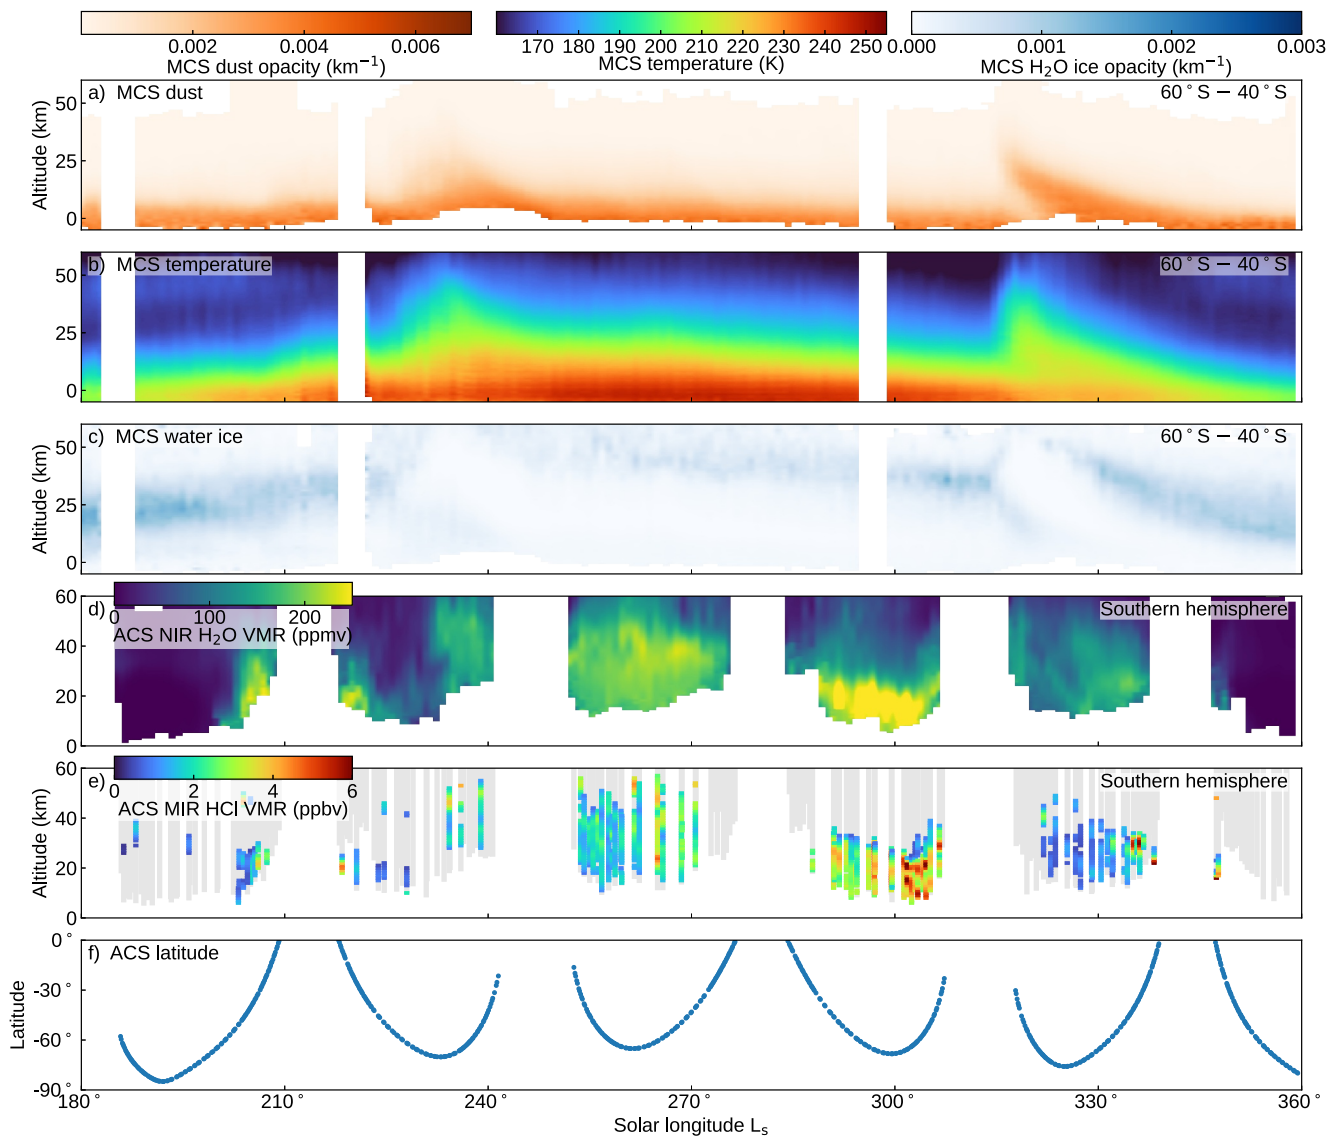 0.002 0.004 0.006
MCS dust opacity (km⁻¹)
170 180 190 200 210 220 230 240 250
MCS temperature (K)
0.000 0.001 0.002 0.003
MCS H₂O ice opacity (km⁻¹)
a) MCS dust
60°S − 40°S
50
25
0
Altitude (km)
b) MCS temperature
60°S − 40°S
50
25
0
Altitude (km)
c) MCS water ice
60°S − 40°S
50
25
0
Altitude (km)
d)
0 100 200
ACS NIR H₂O VMR (ppmv)
Southern hemisphere
60
40
20
0
Altitude (km)
e)
0 2 4 6
ACS MIR HCl VMR (ppbv)
Southern hemisphere
60
40
20
0
Altitude (km)
f) ACS latitude
0°
-30°
-60°
-90°
Latitude
180° 210° 240° 270° 300° 330° 360°
Solar longitude Lₛ